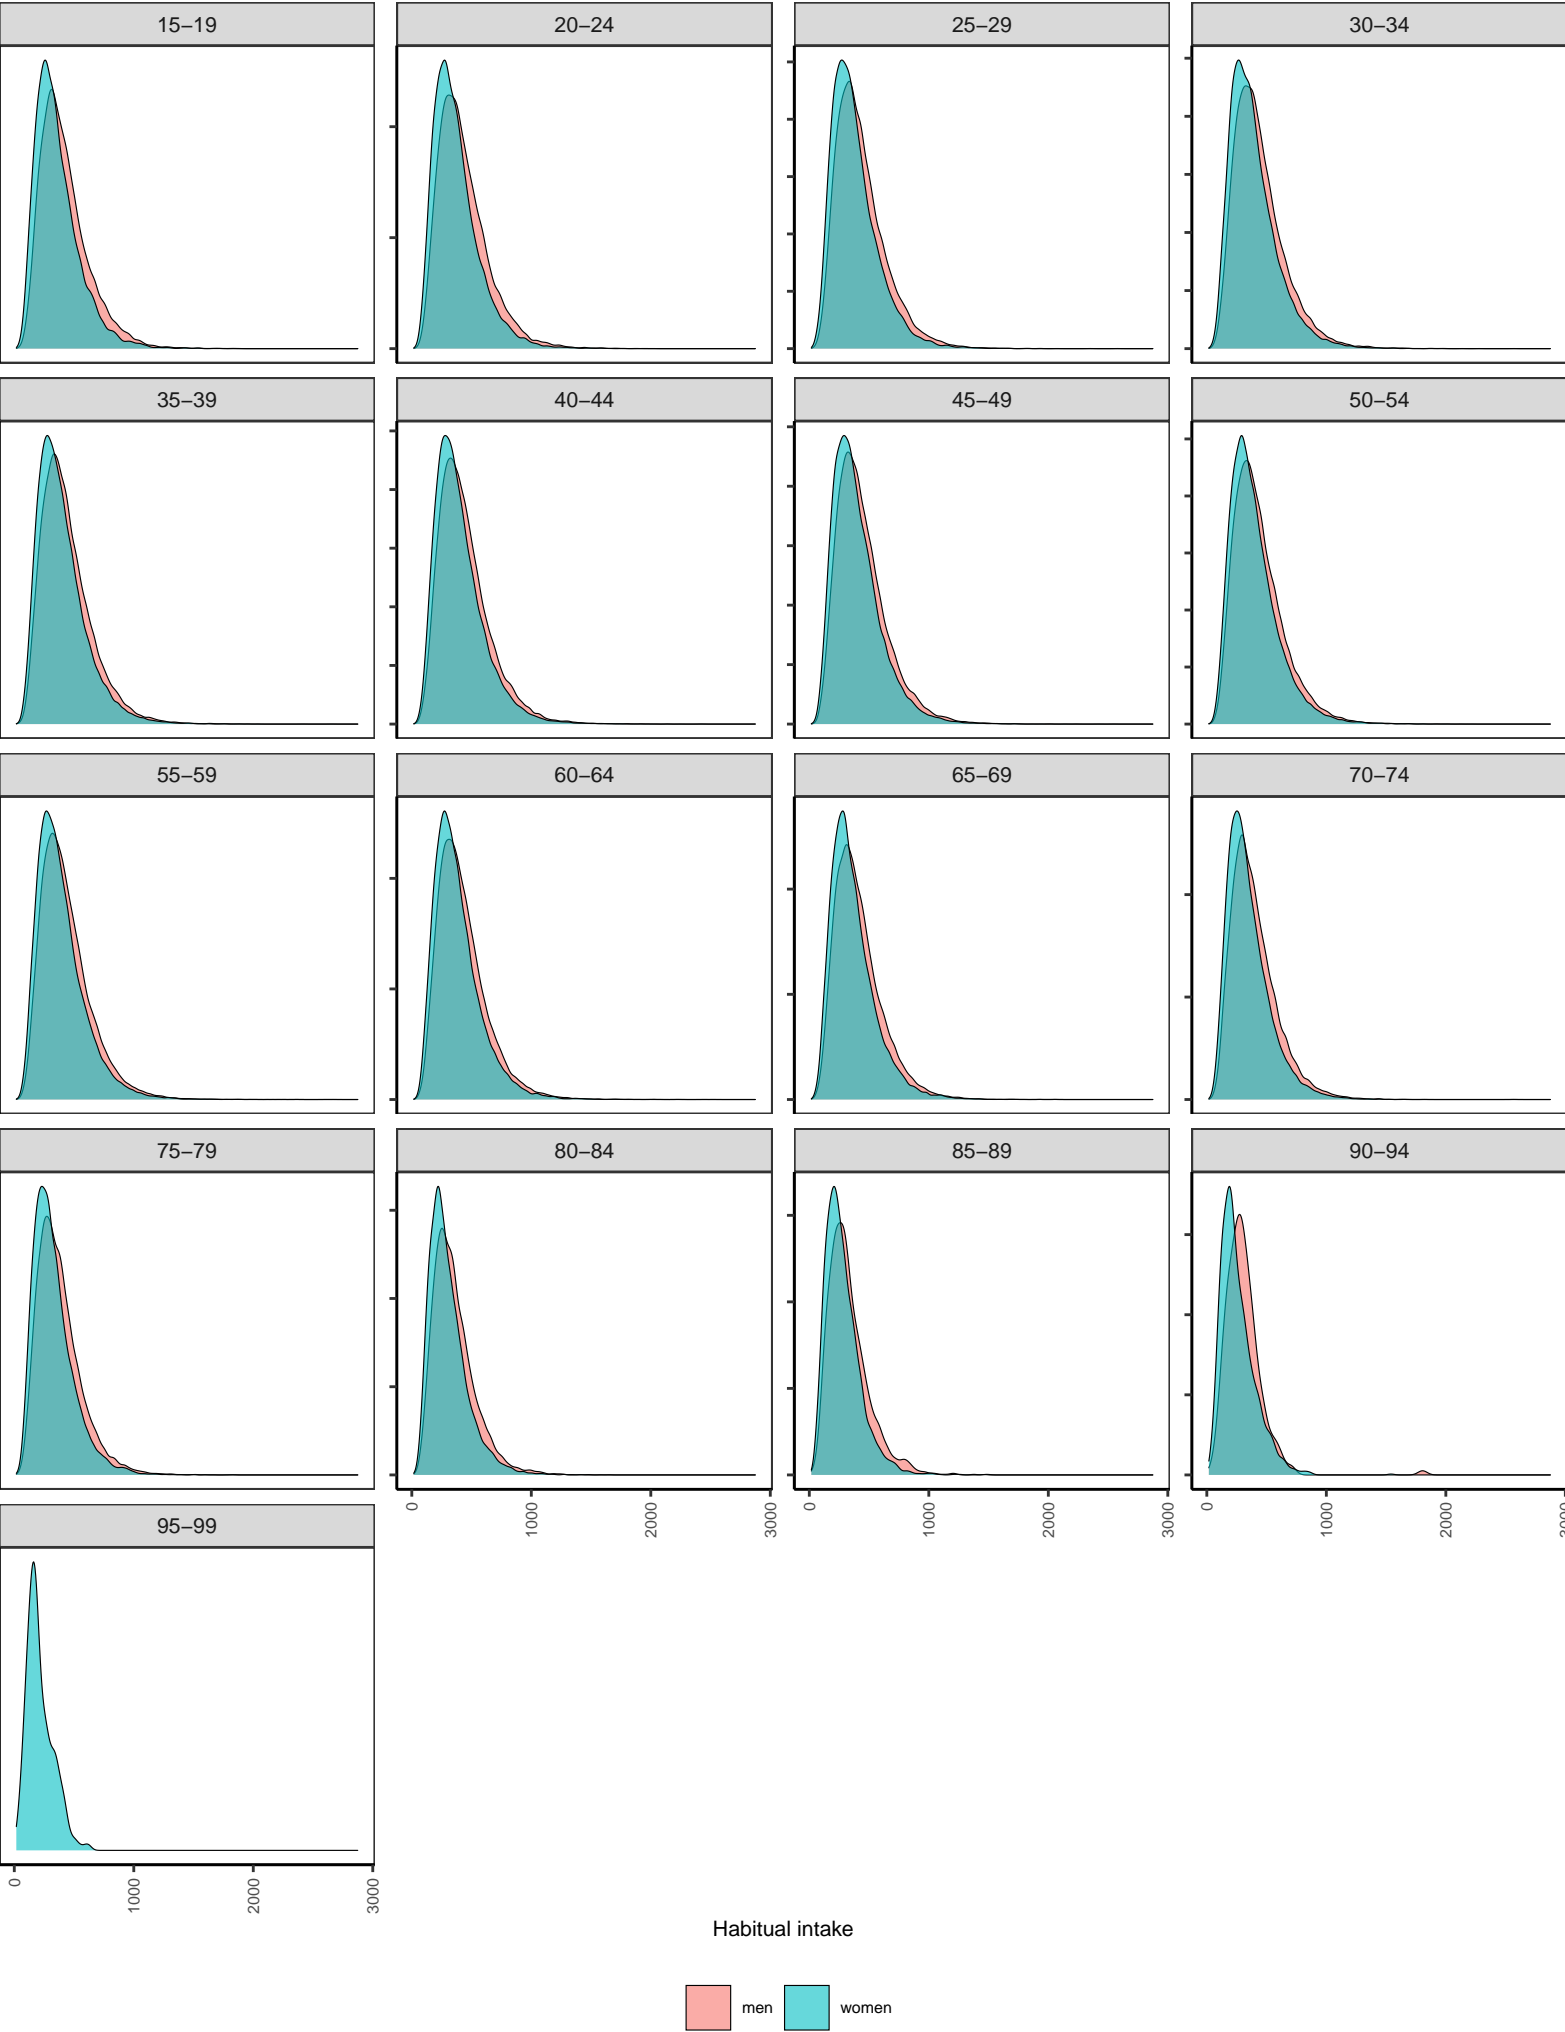 15–19 20–24 25–29 30–34
35–39 40–44 45–49 50–54
55–59 60–64 65–69 70–74
75–79 80–84 85–89 90–94
0 1000 2000 3000 0 1000 2000 3000 0 1000 2000 3000
95–99
0 1000 2000 3000
Habitual intake
men women